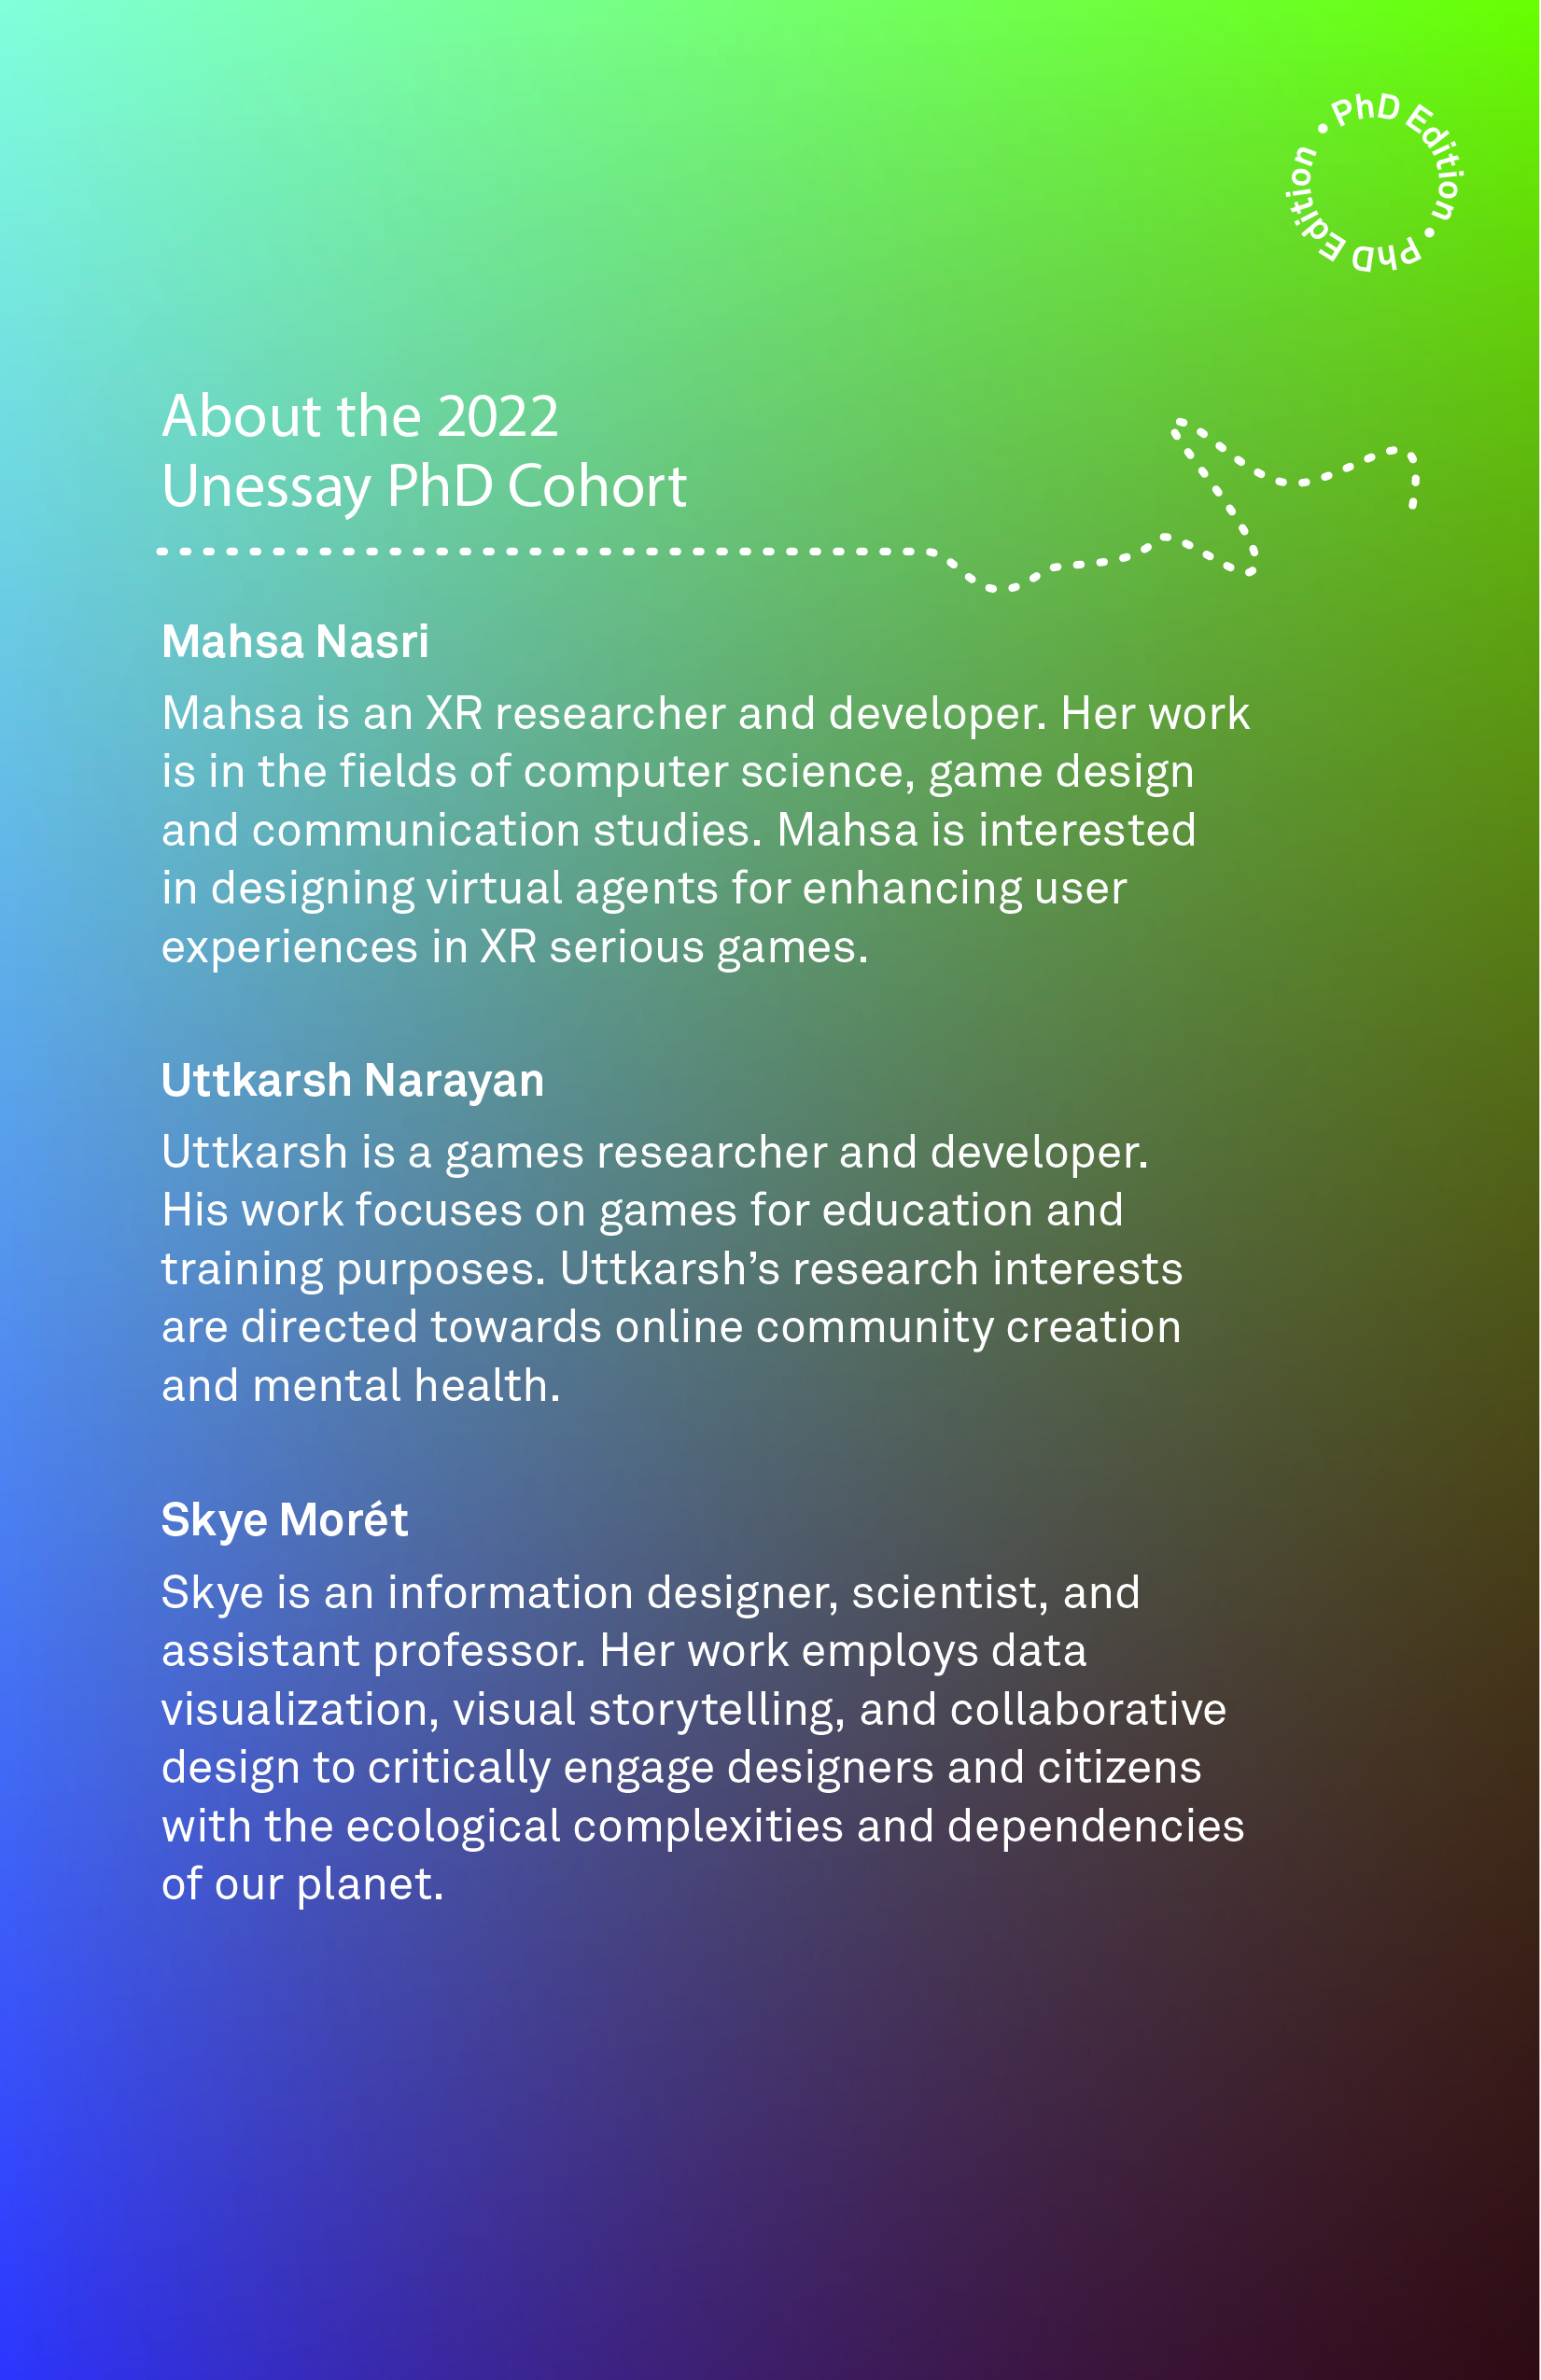 • PhD Edition • PhD Edition
About the 2022
Unessay PhD Cohort
Mahsa Nasri
Mahsa is an XR researcher and developer. Her work
is in the fields of computer science, game design
and communication studies. Mahsa is interested
in designing virtual agents for enhancing user
experiences in XR serious games.
Uttkarsh Narayan
Uttkarsh is a games researcher and developer.
His work focuses on games for education and
training purposes. Uttkarsh’s research interests
are directed towards online community creation
and mental health.
Skye Morét
Skye is an information designer, scientist, and
assistant professor. Her work employs data
visualization, visual storytelling, and collaborative
design to critically engage designers and citizens
with the ecological complexities and dependencies
of our planet.